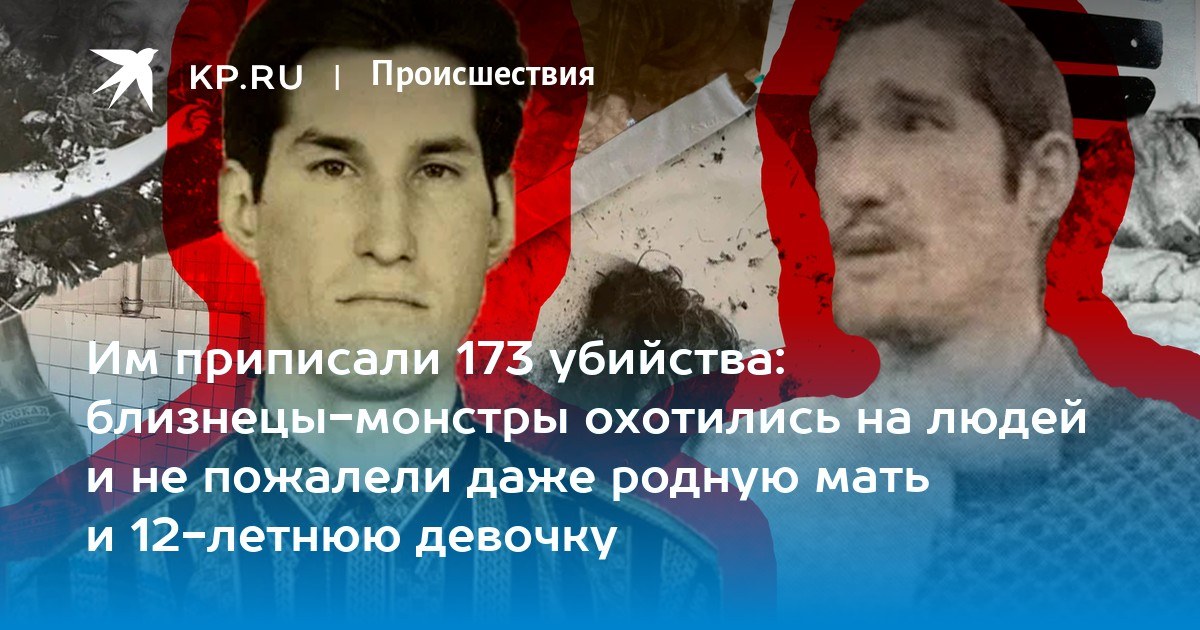 KP.RU | Происшествия
Им приписали 173 убийства:
близнецы-монстры охотились на людей
и не пожалели даже родную мать
и 12-летнюю девочку